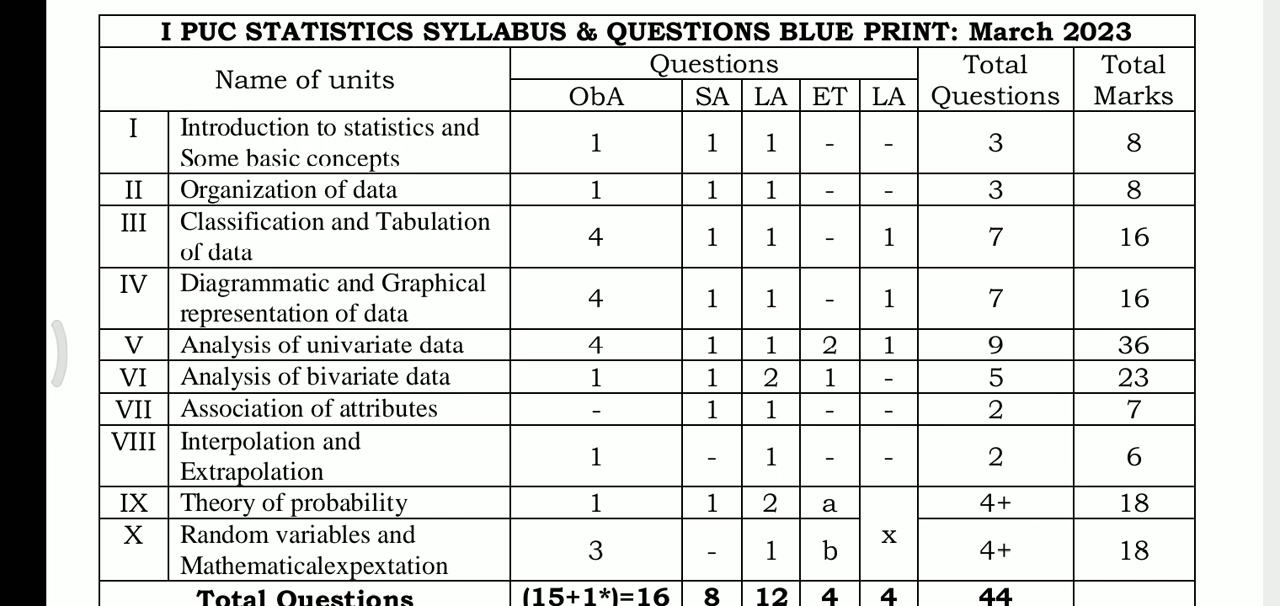 I PUC STATISTICS SYLLABUS & QUESTIONS BLUE PRINT: March 2023
Name of units Questions Total Questions Total Marks
ObA SA LA ET LA
I Introduction to statistics and Some basic concepts 1 1 1 - - 3 8
II Organization of data 1 1 1 - - 3 8
III Classification and Tabulation of data 4 1 1 - 1 7 16
IV Diagrammatic and Graphical representation of data 4 1 1 - 1 7 16
V Analysis of univariate data 4 1 1 2 1 9 36
VI Analysis of bivariate data 1 1 2 1 - 5 23
VII Association of attributes - 1 1 - - 2 7
VIII Interpolation and Extrapolation 1 - 1 - - 2 6
IX Theory of probability 1 1 2 a x 4+ 18
X Random variables and Mathematicalexpextation 3 - 1 b 4+ 18
Total Questions (15+1*)=16 8 12 4 4 44